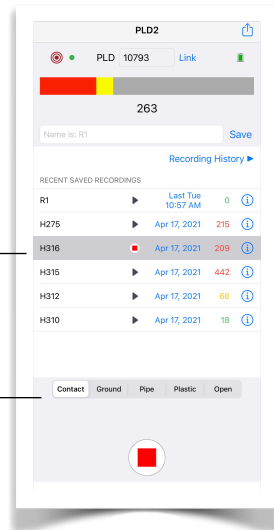 PLD2
PLD 10793 Link
263
Name is: R1 Save
Recording History ▶
RECENT SAVED RECORDINGS
R1 Last Tue 10:57 AM 0
H275 Apr 17, 2021 215
H316 Apr 17, 2021 209
H315 Apr 17, 2021 442
H312 Apr 17, 2021 68
H310 Apr 17, 2021 18
Contact Ground Pipe Plastic Open